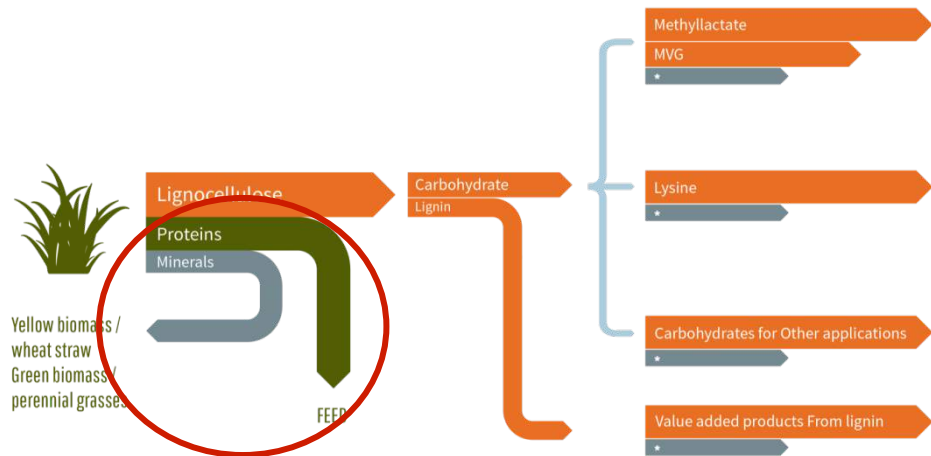 Methyllactate
MVG
*
Lignocellulose
Proteins
Minerals
Carbohydrate
Lignin
Lysine
*
Yellow biomass /
wheat straw
Green biomass /
perennial grasses
FEED
Carbohydrates for Other applications
*
Value added products From lignin
*